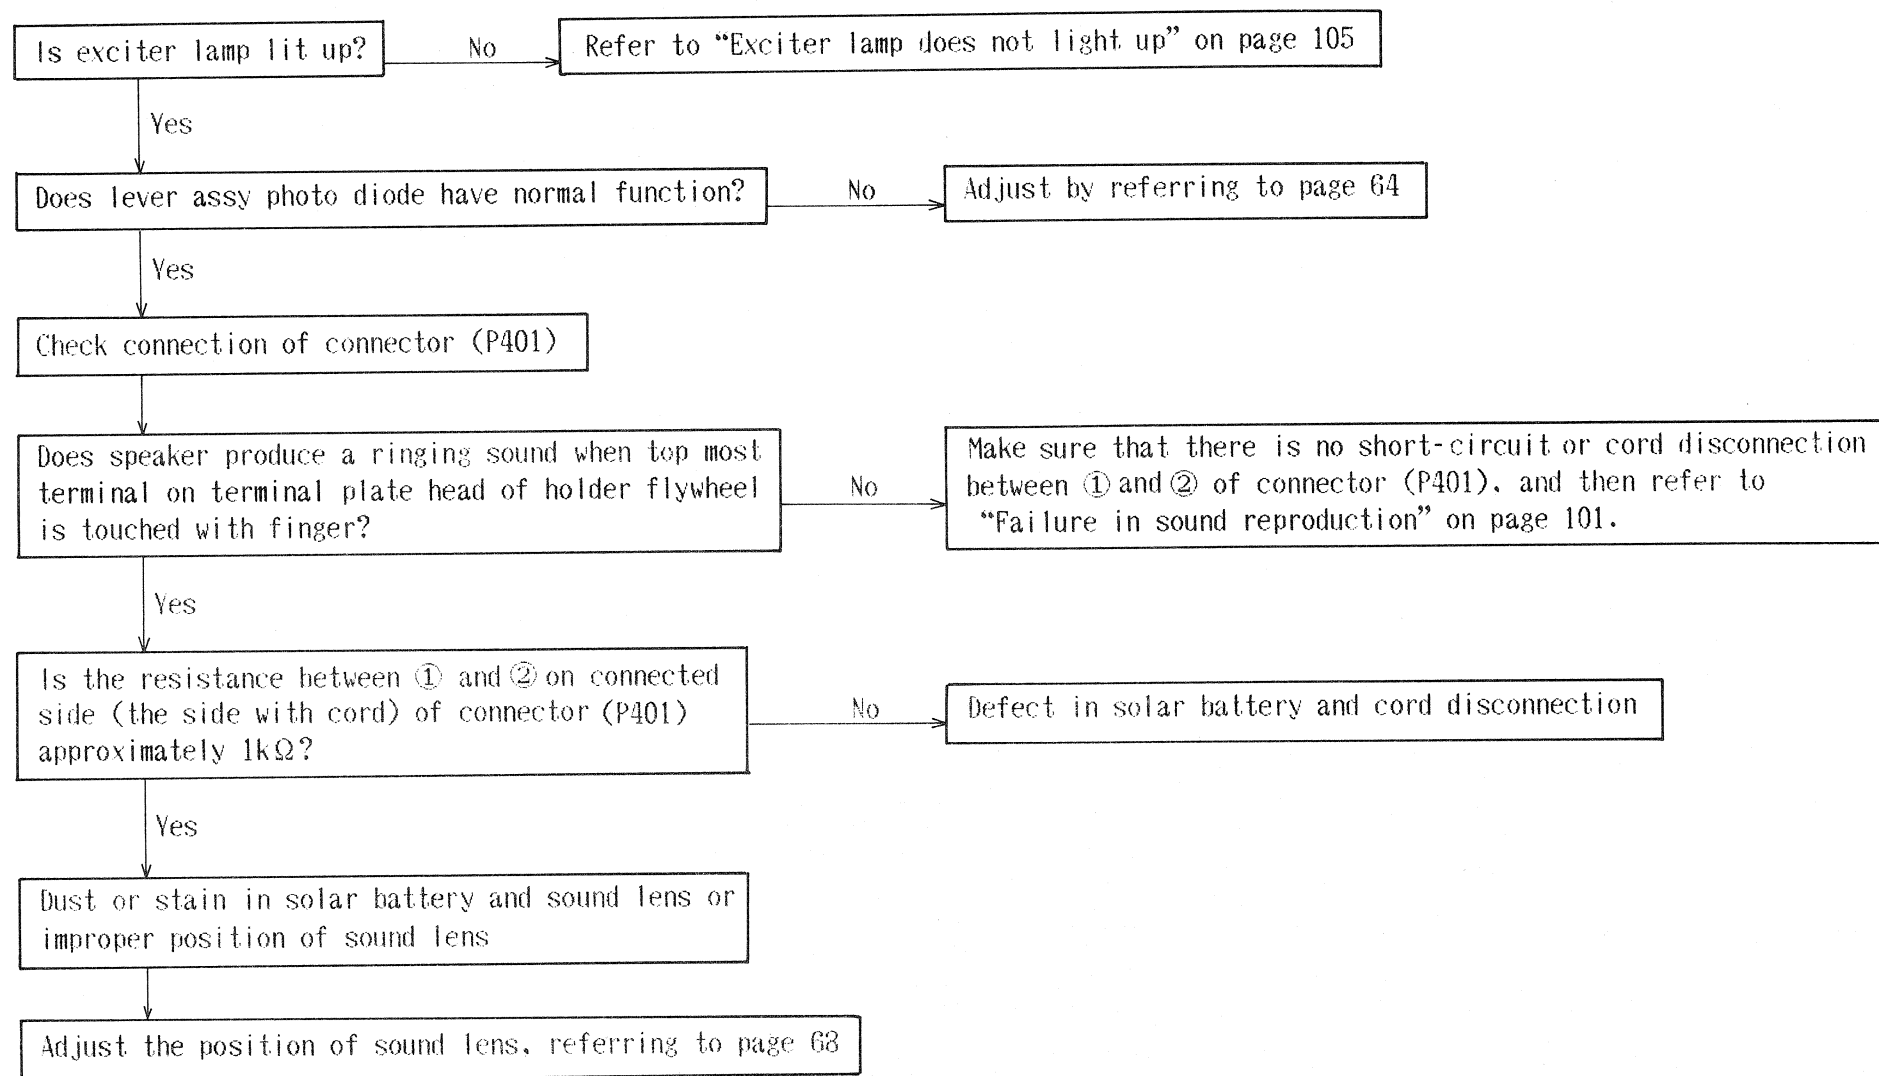 Is exciter lamp lit up?
No
Refer to “Exciter lamp does not light up” on page 105
Yes
Does lever assy photo diode have normal function?
No
Adjust by referring to page 64
Yes
Check connection of connector (P401)
Does speaker produce a ringing sound when top most
terminal on terminal plate head of holder flywheel
is touched with finger?
No
Make sure that there is no short-circuit or cord disconnection
between ① and ② of connector (P401). and then refer to
“Failure in sound reproduction” on page 101.
Yes
Is the resistance between ① and ② on connected
side (the side with cord) of connector (P401)
approximately 1kΩ?
No
Defect in solar battery and cord disconnection
Yes
Dust or stain in solar battery and sound lens or
improper position of sound lens
Adjust the position of sound lens, referring to page